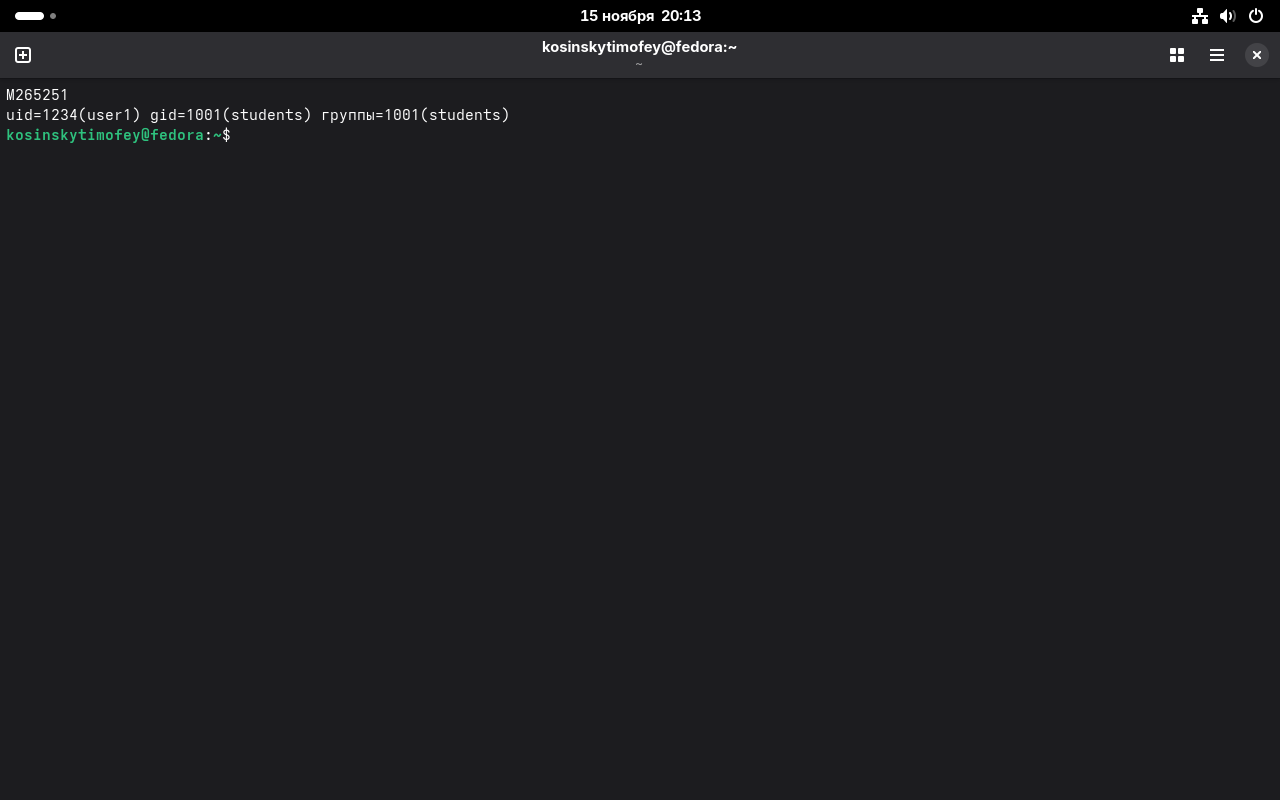 15 ноября 20:13
kosinskytimofey@fedora:~
~
M265251
uid=1234(user1) gid=1001(students) группы=1001(students)
kosinskytimofey@fedora:~$